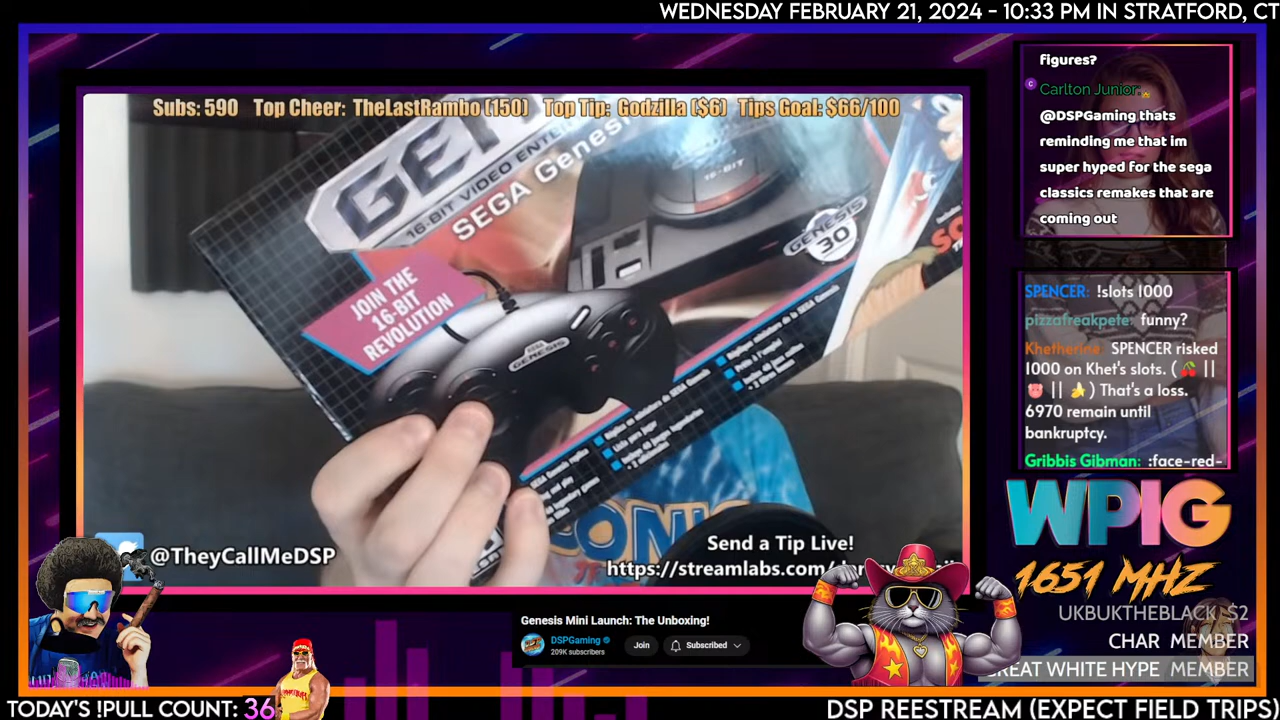 WEDNESDAY FEBRUARY 21, 2024 - 10:33 PM IN STRATFORD, CT
Subs: 590 Top Cheer: TheLastRambo (150) Top Tip: Godzilla ($6) Tips Goal: $66/100
16-BIT VIDEO
SEGA Genesis
16-BIT
GENESIS
30
JOIN THE
16-BIT
REVOLUTION
SEGA
GENESIS
@TheyCallMeDSP
Send a Tip Live!
https://streamlabs.com/
figures?
Carlton Junior
@DSPGaming thats
reminding me that im
super hyped for the sega
classics remakes that are
coming out
SPENCER: !slots 1000
pizzafreakpete: funny?
Khetherine: SPENCER risked
1000 on Khet's slots. ( 🍒 ||
🐷 || 🍌 ) That's a loss.
6970 remain until
bankruptcy.
Gribbis Gibman: :face-red-
WPIG
1651 MHZ
UKBUKTHEBLACK $2
CHAR MEMBER
GREAT WHITE HYPE MEMBER
Genesis Mini Launch: The Unboxing!
DSPGaming
209K subscribers
Join
Subscribed
TODAY'S !PULL COUNT: 36
DSP REESTREAM (EXPECT FIELD TRIPS)